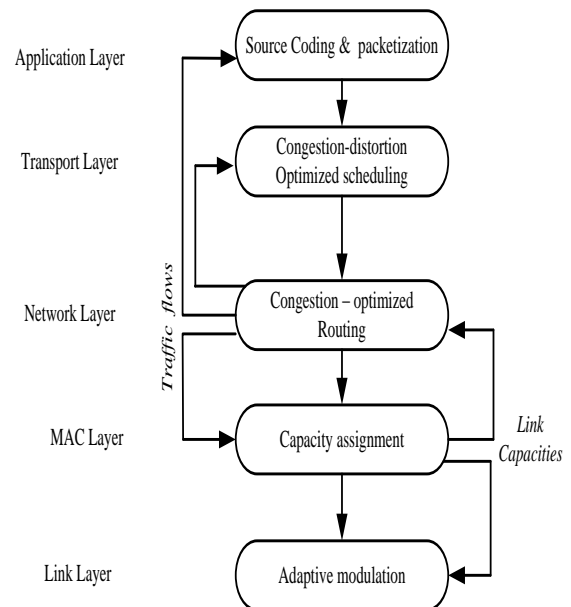 Application Layer
Source Coding & packetization
Transport Layer
Congestion-distortion
Optimized scheduling
Traffic flows
Network Layer
Congestion – optimized
Routing
MAC Layer
Capacity assignment
Link
Capacities
Link Layer
Adaptive modulation